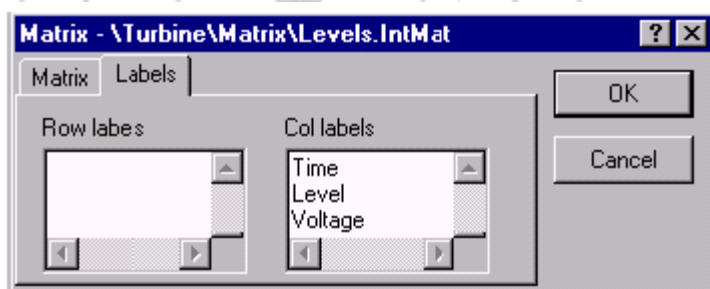 Matrix - \Turbine\Matrix\Levels.IntMat
Matrix Labels
OK
Row labes Col labels
Cancel
Time
Level
Voltage